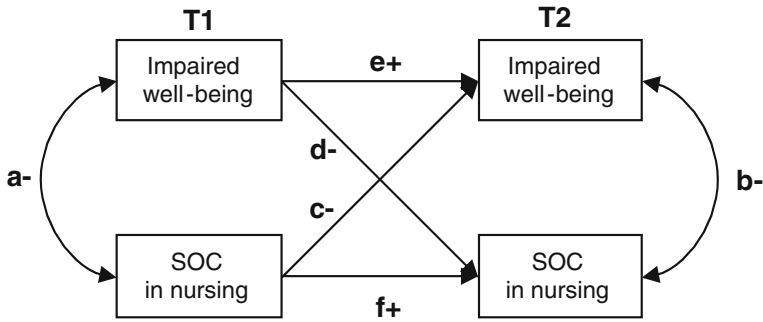 T1
T2
Impaired
well-being
e+
Impaired
well-being
d-
a-
b-
c-
SOC
in nursing
f+
SOC
in nursing